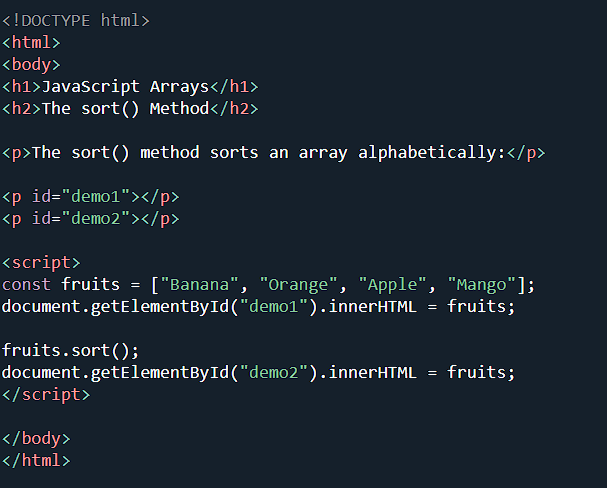 <!DOCTYPE html>
<html>
<body>
<h1>JavaScript Arrays</h1>
<h2>The sort() Method</h2>
<p>The sort() method sorts an array alphabetically:</p>
<p id="demo1"></p>
<p id="demo2"></p>
<script>
const fruits = ["Banana", "Orange", "Apple", "Mango"];
document.getElementById("demo1").innerHTML = fruits;
fruits.sort();
document.getElementById("demo2").innerHTML = fruits;
</script>
</body>
</html>